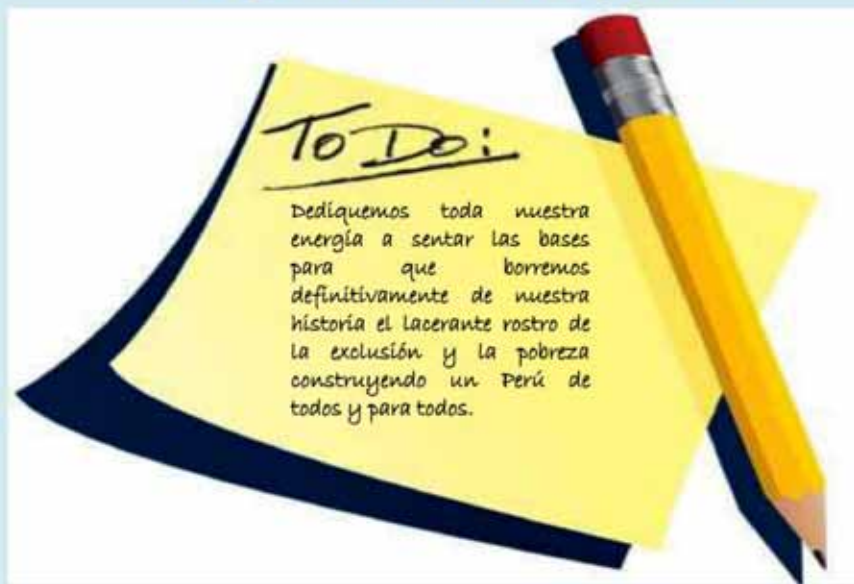 To Do:
Dediquemos toda nuestra
energía a sentar las bases
para que borremos
definitivamente de nuestra
historia el lacerante rostro de
la exclusión y la pobreza
construyendo un Perú de
todos y para todos.